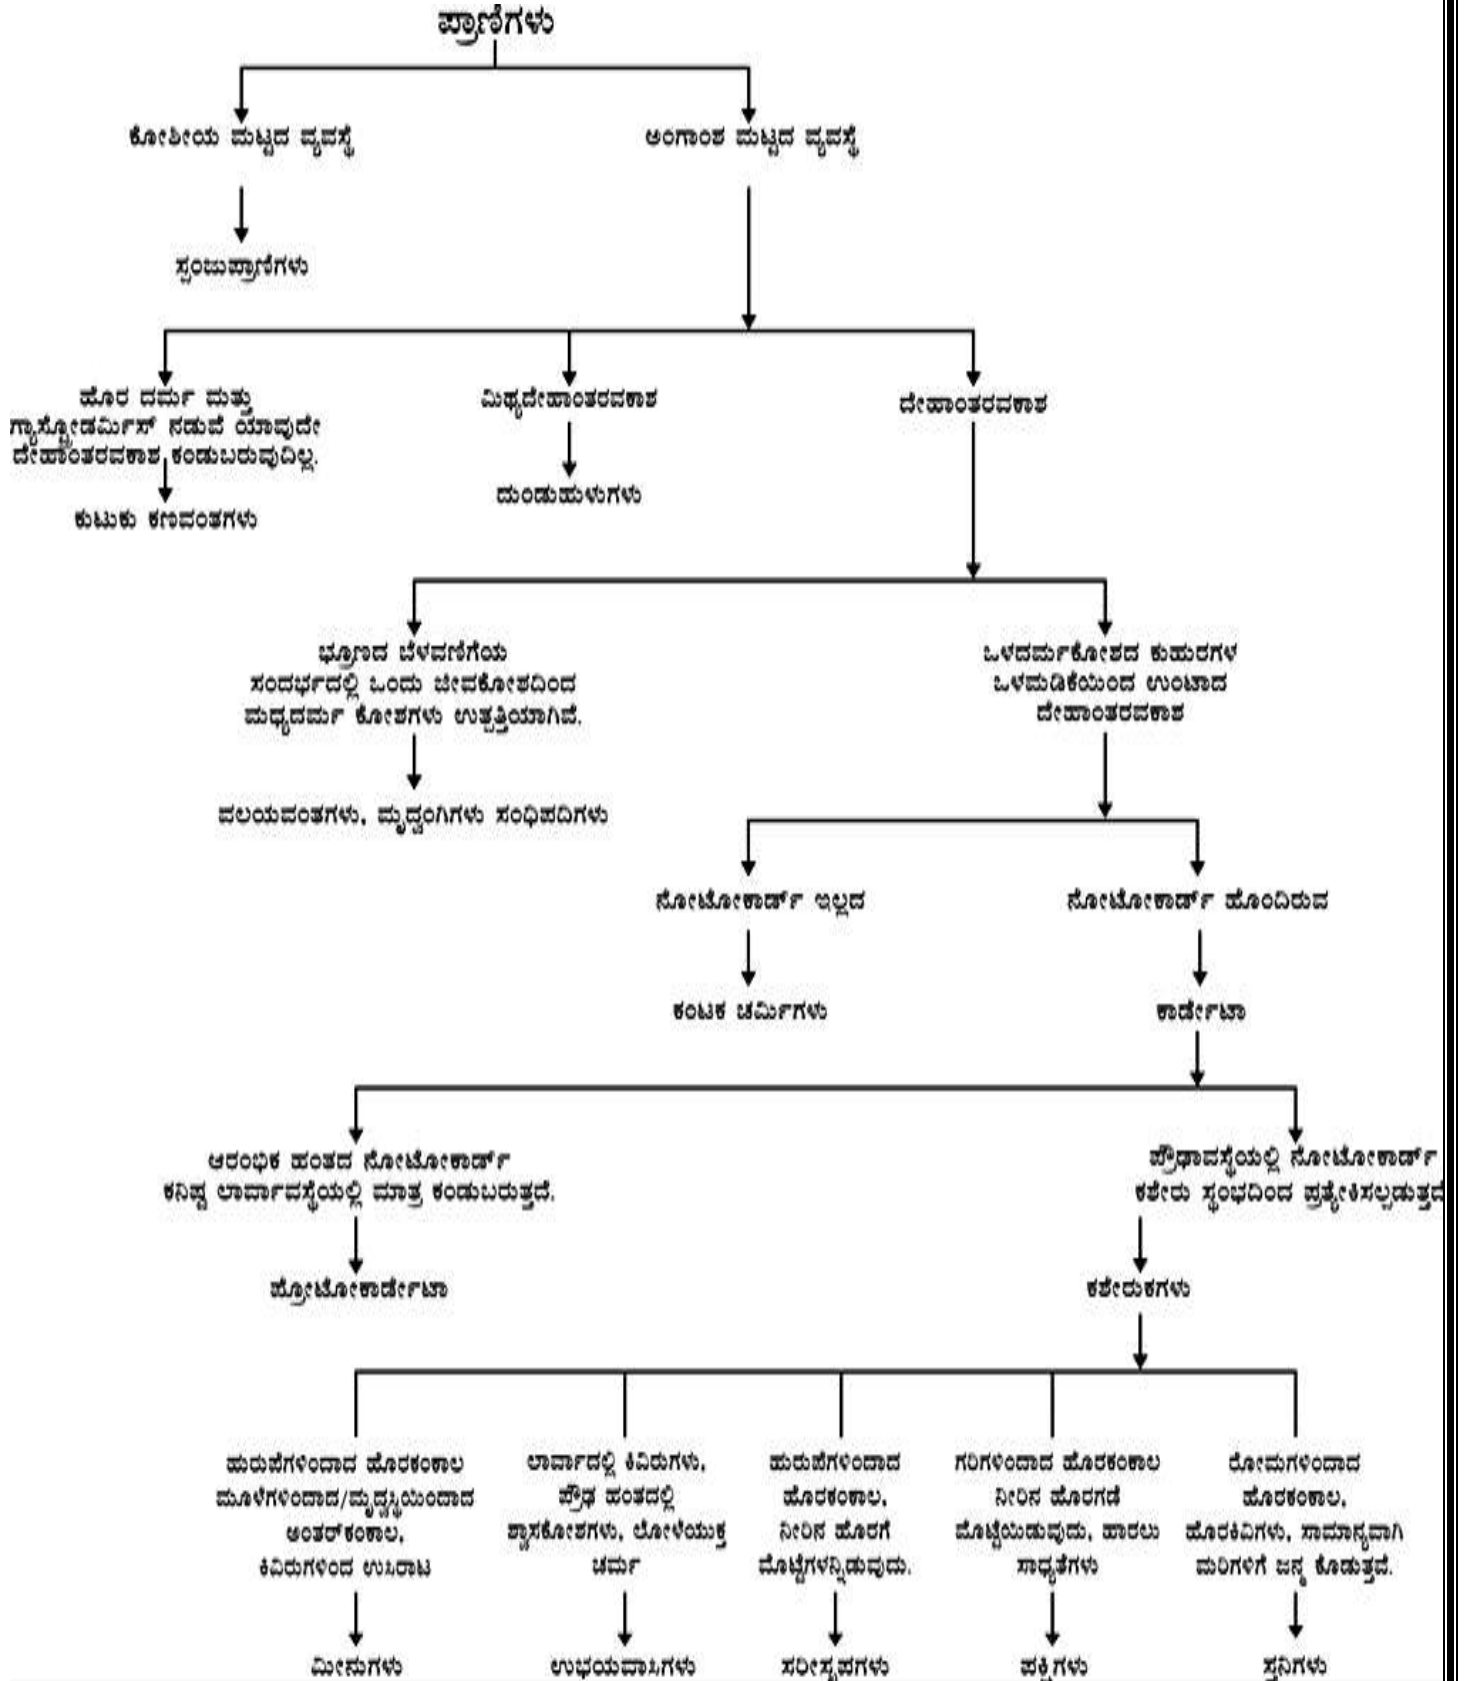 ಪ್ರಾಣಿಗಳು
ಕೋಶೀಯ ಮಟ್ಟದ ವ್ಯವಸ್ಥೆ
ಅಂಗಾಂಶ ಮಟ್ಟದ ವ್ಯವಸ್ಥೆ
ಸ್ಪಂಜುಪ್ರಾಣಿಗಳು
ಹೊರ ದರ್ಮ ಮತ್ತು
ಗ್ಯಾಸ್ಟ್ರೋಡರ್ಮಿಸ್ ನಡುವೆ ಯಾವುದೇ
ದೇಹಾಂತರವಕಾಶ ಕಂಡುಬರುವುದಿಲ್ಲ.
ಕುಟುಕು ಕಣವಂತಗಳು
ಮಿಥ್ಯದೇಹಾಂತರವಕಾಶ
ದುಂಡುಹುಳುಗಳು
ದೇಹಾಂತರವಕಾಶ
ಭ್ರೂಣದ ಬೆಳವಣಿಗೆಯ
ಸಂದರ್ಭದಲ್ಲಿ ಒಂದು ಜೀವಕೋಶದಿಂದ
ಮಧ್ಯದರ್ಮ ಕೋಶಗಳು ಉತ್ಪತ್ತಿಯಾಗಿವೆ.
ವಲಯವಂತಗಳು, ಮೃದ್ವಂಗಿಗಳು ಸಂಧಿಪದಿಗಳು
ಒಳದರ್ಮಕೋಶದ ಕುಹುರಗಳ
ಒಳಮಡಿಕೆಯಿಂದ ಉಂಟಾದ
ದೇಹಾಂತರವಕಾಶ
ನೋಟೋಕಾರ್ಡ್ ಇಲ್ಲದ
ನೋಟೋಕಾರ್ಡ್ ಹೊಂದಿರುವ
ಕಂಟಕ ಚರ್ಮಿಗಳು
ಕಾರ್ಡೇಟಾ
ಆರಂಭಿಕ ಹಂತದ ನೋಟೋಕಾರ್ಡ್
ಕನಿಷ್ಟ ಲಾರ್ವಾವಸ್ಥೆಯಲ್ಲಿ ಮಾತ್ರ ಕಂಡುಬರುತ್ತದೆ.
ಪ್ರೋಟೋಕಾರ್ಡೇಟಾ
ಪ್ರೌಢಾವಸ್ಥೆಯಲ್ಲಿ ನೋಟೋಕಾರ್ಡ್
ಕಶೇರು ಸ್ಥಂಭದಿಂದ ಪ್ರತ್ಯೇಕಿಸಲ್ಪಡುತ್ತದೆ
ಕಶೇರುಕಗಳು
ಹುರುಪೆಗಳಿಂದಾದ ಹೊರಕಂಕಾಲ
ಮೂಳೆಗಳಿಂದಾದ/ಮೃದ್ವಸ್ಥಿಯಿಂದಾದ
ಅಂತರ್‌ಕಂಕಾಲ,
ಕಿವಿರುಗಳಿಂದ ಉಸಿರಾಟ
ಮೀನುಗಳು
ಲಾರ್ವಾದಲ್ಲಿ ಕಿವಿರುಗಳು,
ಪ್ರೌಢ ಹಂತದಲ್ಲಿ
ಶ್ವಾಸಕೋಶಗಳು, ಲೋಳೆಯುಕ್ತ
ಚರ್ಮ
ಉಭಯವಾಸಿಗಳು
ಹುರುಪೆಗಳಿಂದಾದ
ಹೊರಕಂಕಾಲ,
ನೀರಿನ ಹೊರಗೆ
ಮೊಟ್ಟೆಗಳನ್ನಿಡುವುದು.
ಸರೀಸೃಪಗಳು
ಗರಿಗಳಿಂದಾದ ಹೊರಕಂಕಾಲ
ನೀರಿನ ಹೊರಗಡೆ
ಮೊಟ್ಟೆಯಿಡುವುದು, ಹಾರಲು
ಸಾಧ್ಯತೆಗಳು
ಪಕ್ಷಿಗಳು
ರೋಮಗಳಿಂದಾದ
ಹೊರಕಂಕಾಲ,
ಹೊರಕಿವಿಗಳು, ಸಾಮಾನ್ಯವಾಗಿ
ಮರಿಗಳಿಗೆ ಜನ್ಮ ಕೊಡುತ್ತವೆ.
ಸ್ತನಿಗಳು